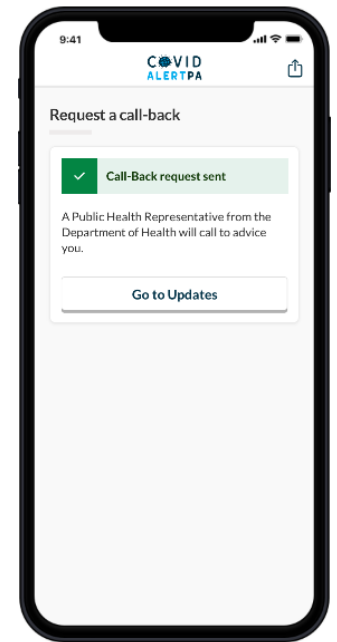 9:41
COVID
ALERTPA
Request a call-back
Call-Back request sent
A Public Health Representative from the
Department of Health will call to advice
you.
Go to Updates